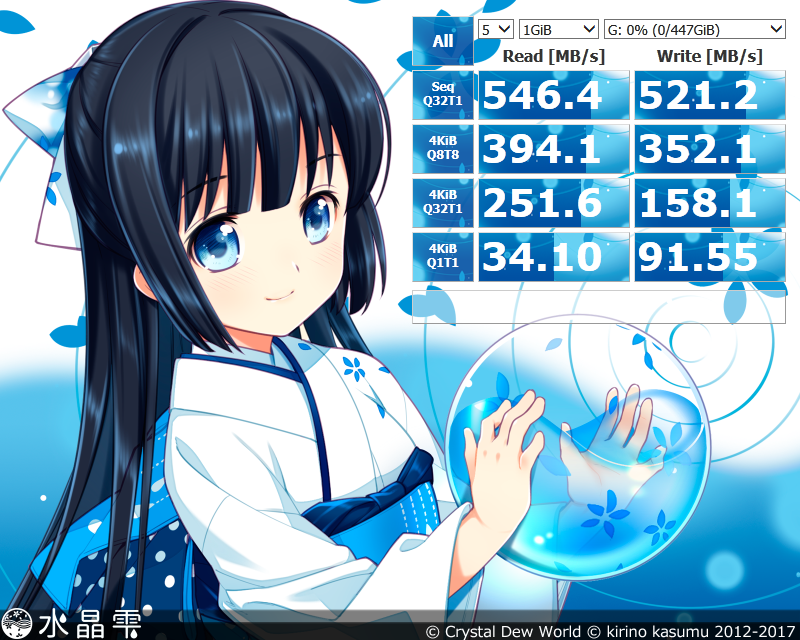 All 5 1GiB G: 0% (0/447GiB)
Read [MB/s] Write [MB/s]
Seq
Q32T1 546.4 521.2
4KiB
Q8T8 394.1 352.1
4KiB
Q32T1 251.6 158.1
4KiB
Q1T1 34.10 91.55
水晶雫
© Crystal Dew World © kirino kasumu 2012-2017